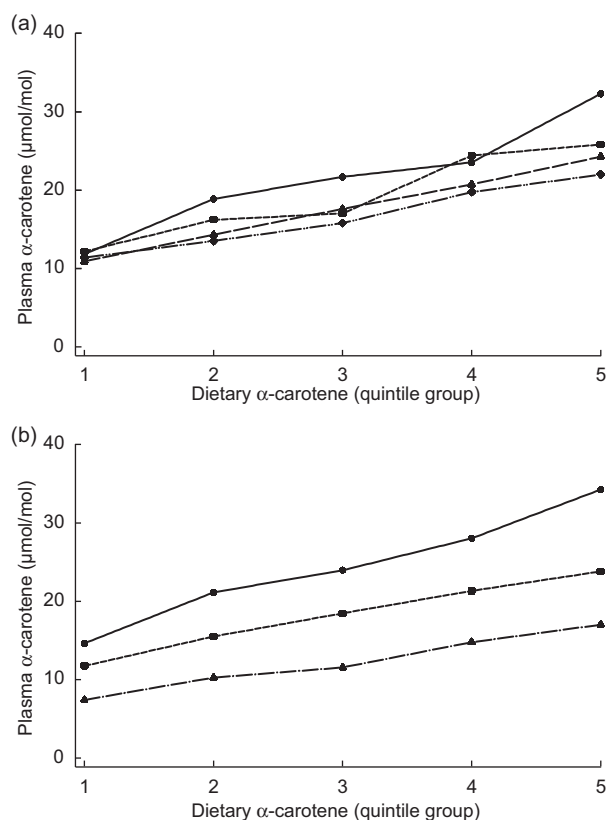 (a)
40
30
20
10
0
Plasma α-carotene (μmol/mol)
1 2 3 4 5
Dietary α-carotene (quintile group)
(b)
40
30
20
10
0
Plasma α-carotene (μmol/mol)
1 2 3 4 5
Dietary α-carotene (quintile group)